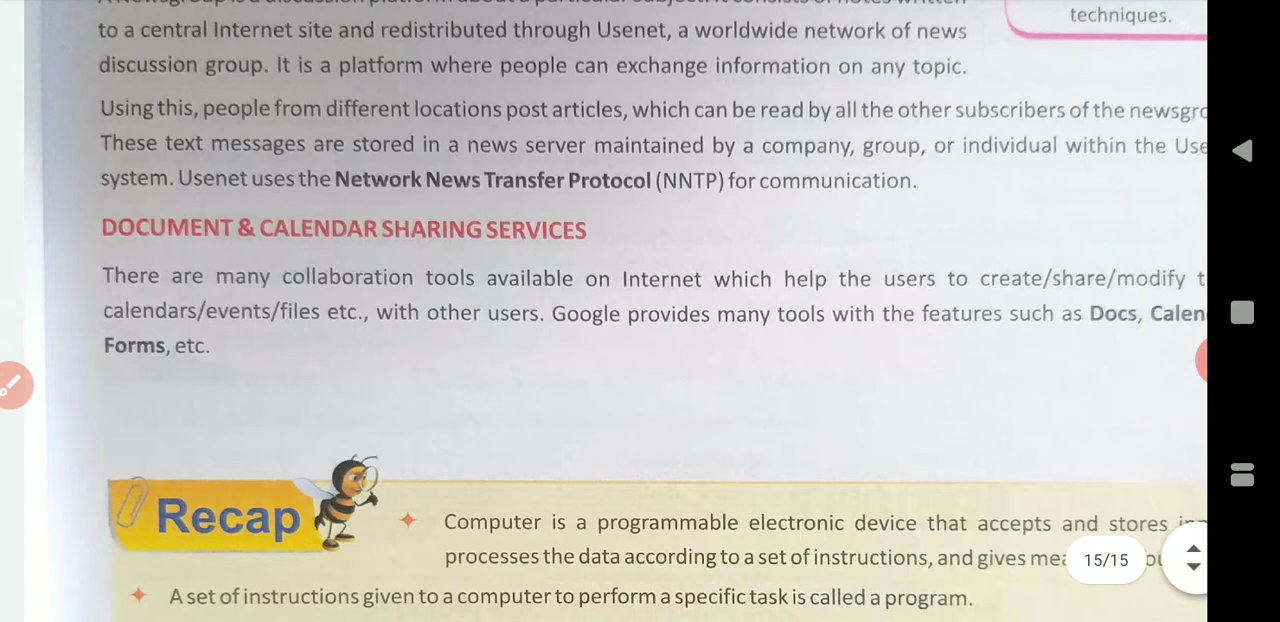 techniques.
to a central Internet site and redistributed through Usenet, a worldwide network of news
discussion group. It is a platform where people can exchange information on any topic.
Using this, people from different locations post articles, which can be read by all the other subscribers of the newsgro
These text messages are stored in a news server maintained by a company, group, or individual within the Use
system. Usenet uses the Network News Transfer Protocol (NNTP) for communication.
DOCUMENT & CALENDAR SHARING SERVICES
There are many collaboration tools available on Internet which help the users to create/share/modify t
calendars/events/files etc., with other users. Google provides many tools with the features such as Docs, Calen
Forms, etc.
Recap
Computer is a programmable electronic device that accepts and stores
processes the data according to a set of instructions, and gives
15/15
A set of instructions given to a computer to perform a specific task is called a program.